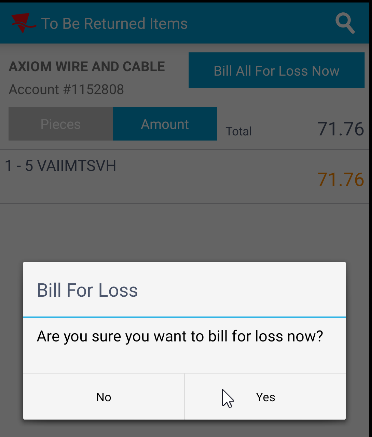 To Be Returned Items
AXIOM WIRE AND CABLE
Bill All For Loss Now
Account #1152808
Pieces
Amount
Total
71.76
1 - 5 VAIIMTSVH
71.76
Bill For Loss
Are you sure you want to bill for loss now?
No
Yes